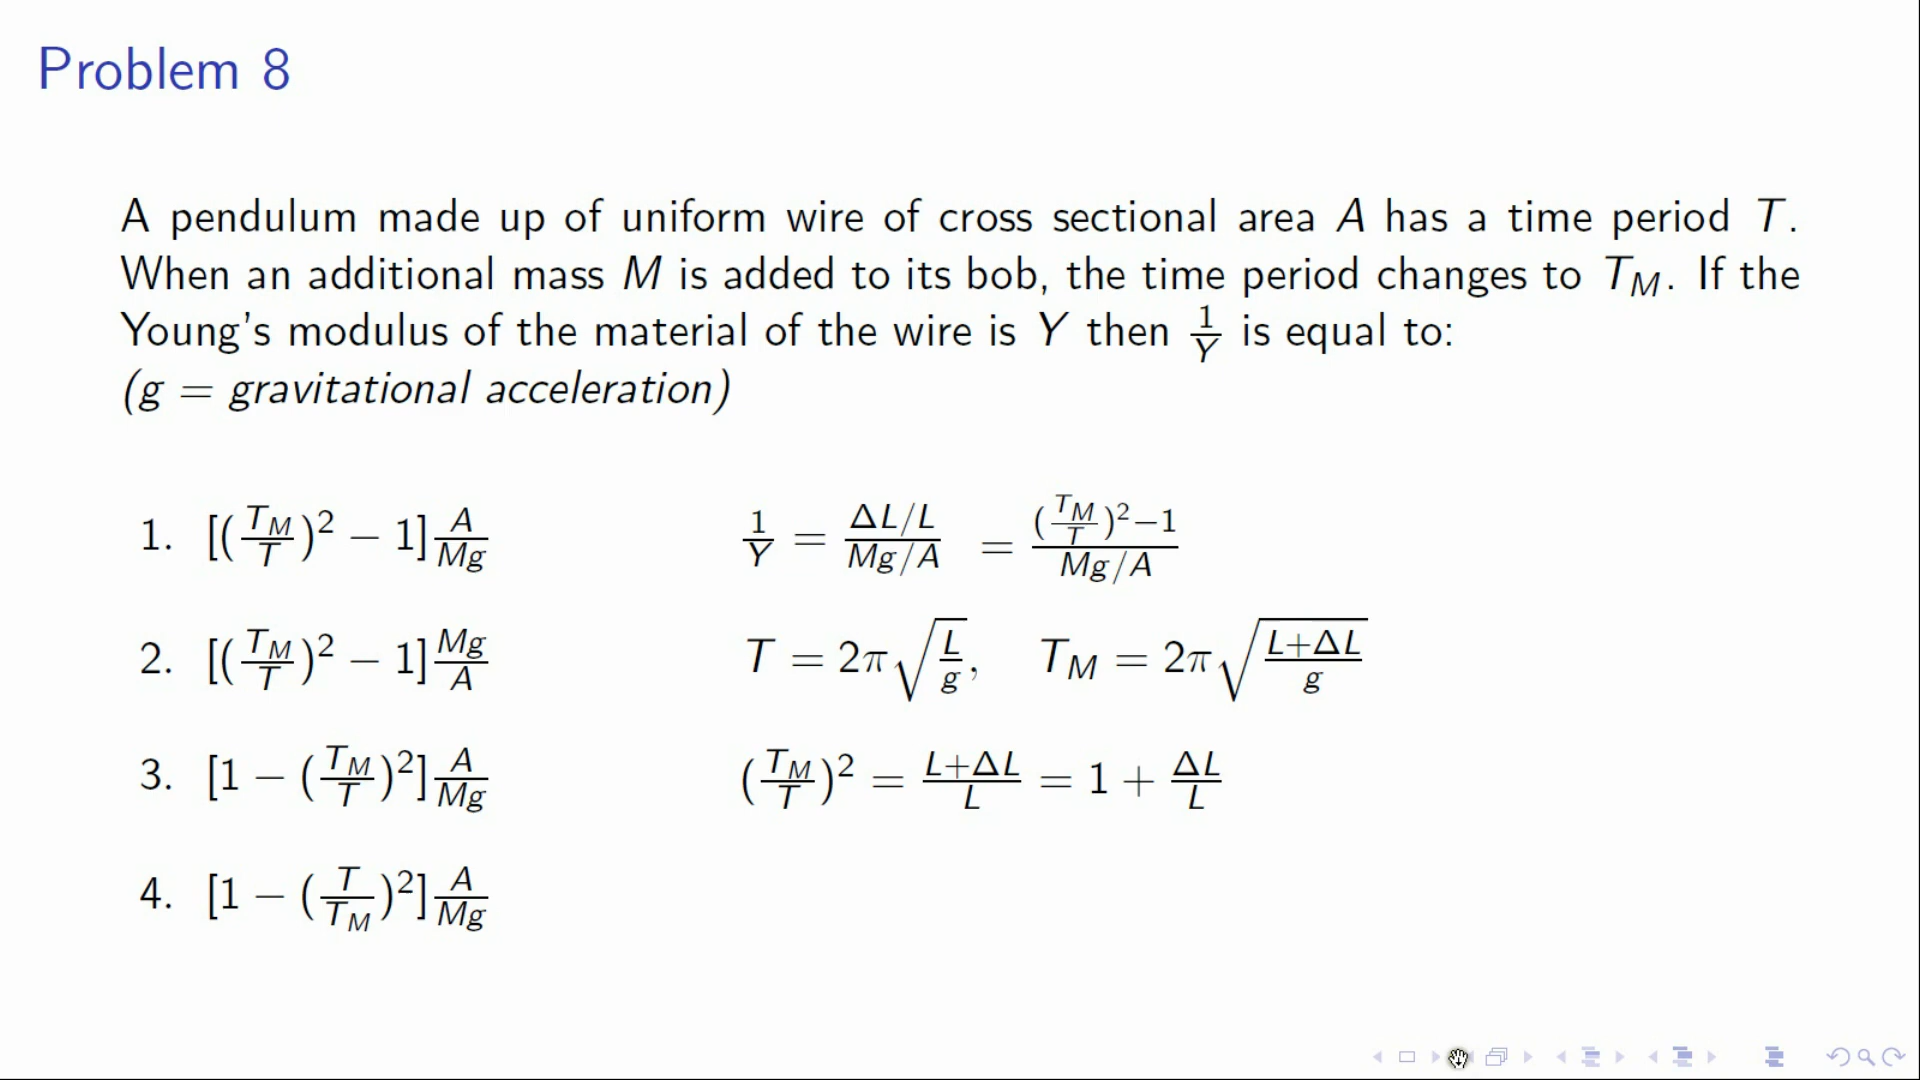 Problem 8
A pendulum made up of uniform wire of cross sectional area A has a time period T.
When an additional mass M is added to its bob, the time period changes to T_M. If the
Young's modulus of the material of the wire is Y then 1/Y is equal to:
(g = gravitational acceleration)
1. [(T_M/T)² − 1] A/Mg
1/Y = (ΔL/L)/(Mg/A) = ((T_M/T)²−1)/(Mg/A)
2. [(T_M/T)² − 1] Mg/A
T = 2π√(L/g), T_M = 2π√((L+ΔL)/g)
3. [1 − (T_M/T)²] A/Mg
(T_M/T)² = (L+ΔL)/L = 1 + ΔL/L
4. [1 − (T/T_M)²] A/Mg